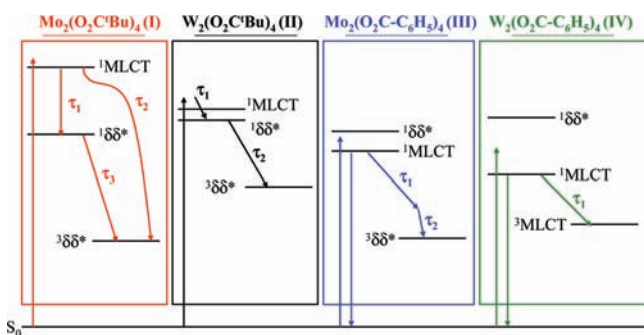 Mo₂(O₂CᵗBu)₄ (I)
W₂(O₂CᵗBu)₄ (II)
Mo₂(O₂C-C₆H₅)₄ (III)
W₂(O₂C-C₆H₅)₄ (IV)
¹MLCT
τ₁
τ₂
¹δδ*
τ₃
³δδ*
τ₁
¹MLCT
¹δδ*
τ₂
³δδ*
¹δδ*
¹MLCT
τ₁
τ₂
³δδ*
¹δδ*
¹MLCT
τ₁
³MLCT
S₀